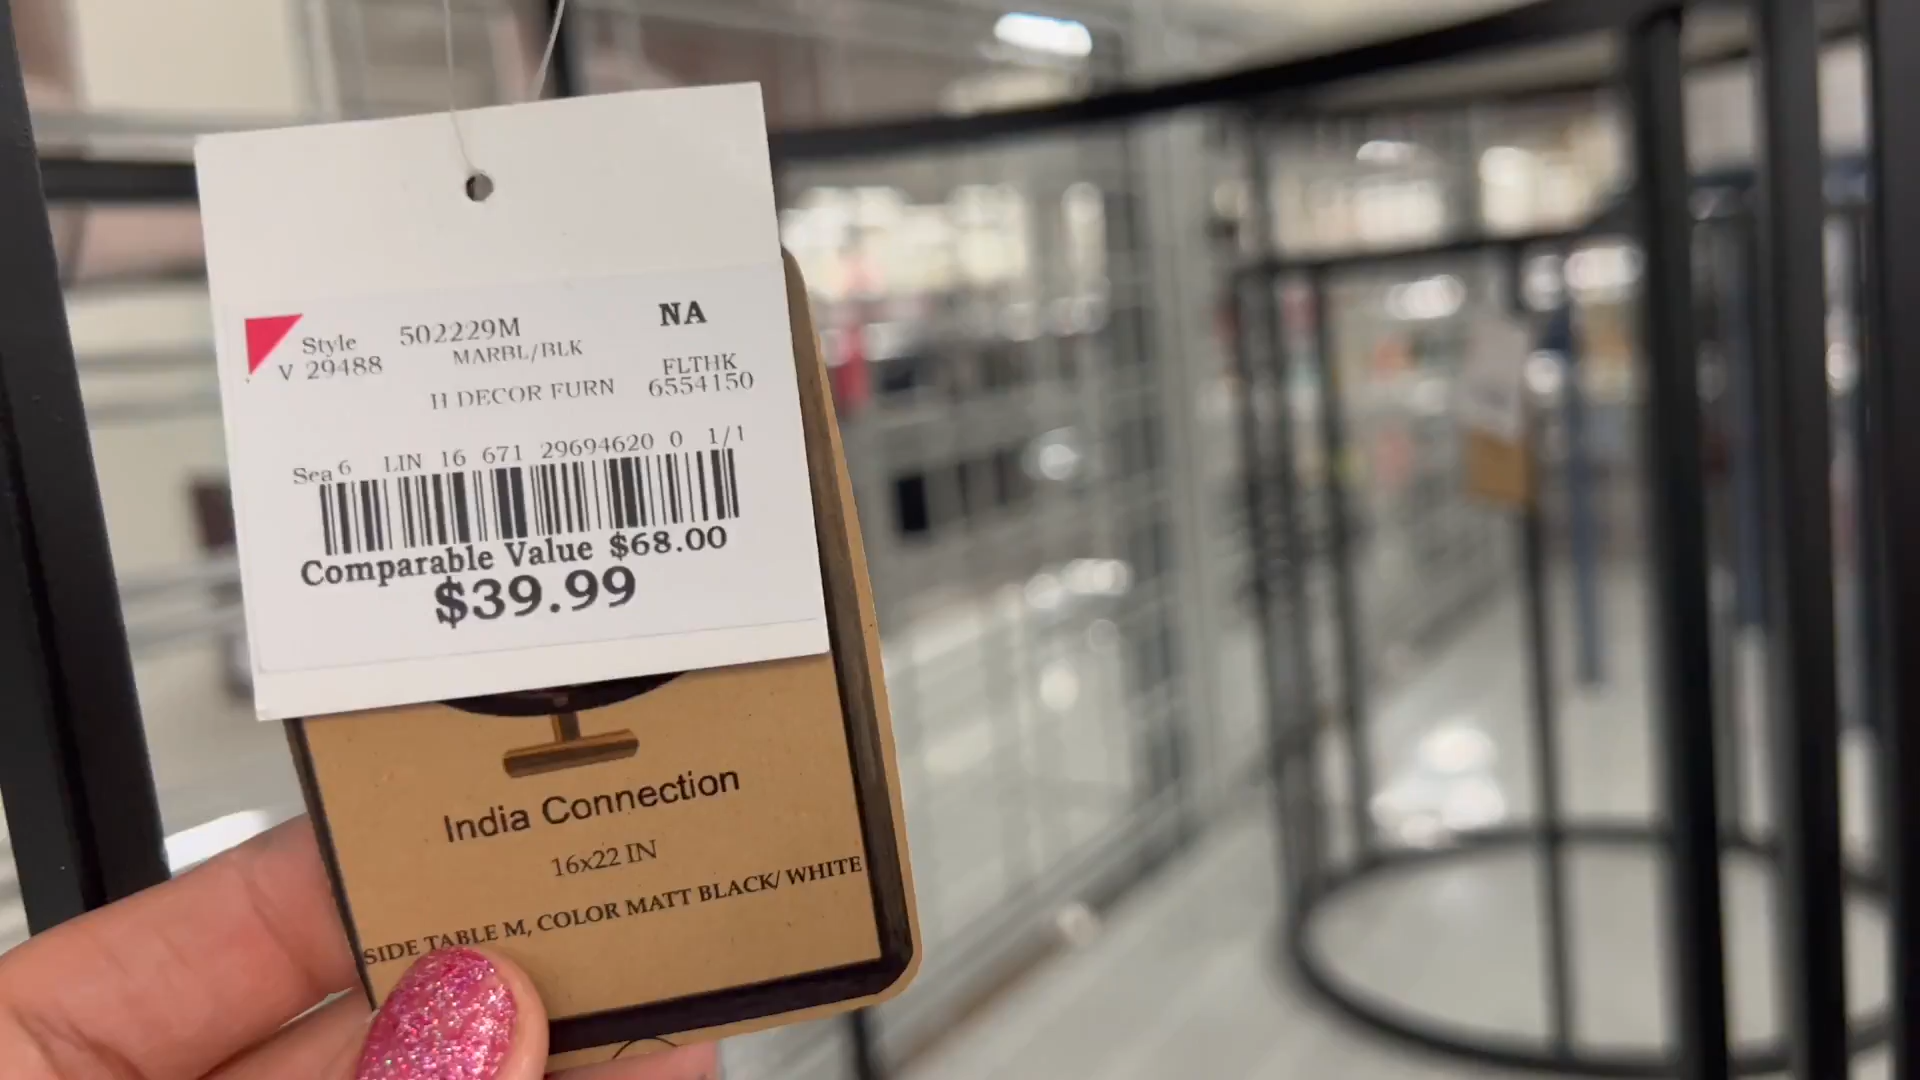 Style 502229M NA
V 29488 MARBL/BLK FLTHK
H DECOR FURN 6554150
Sea 6 LIN 16 671 29694620 0 1/1
Comparable Value $68.00
$39.99
India Connection
16x22 IN
SIDE TABLE M, COLOR MATT BLACK/ WHITE